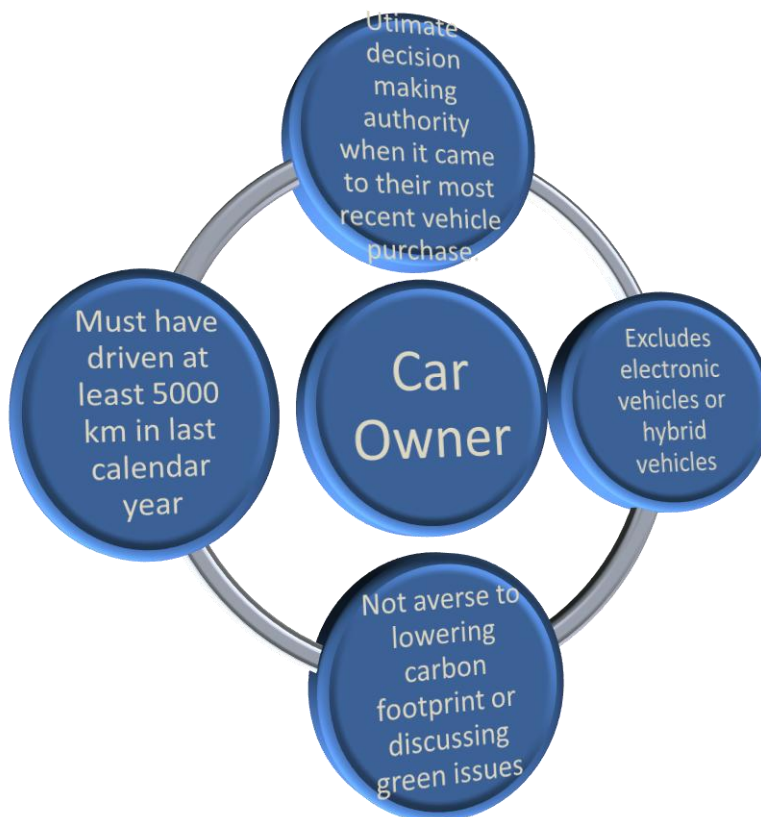 Utimate
decision
making
authority
when it came
to their most
recent vehicle
purchase.
Must have
driven at
least 5000
km in last
calendar
year
Car
Owner
Excludes
electronic
vehicles or
hybrid
vehicles
Not averse to
lowering
carbon
footprint or
discussing
green issues